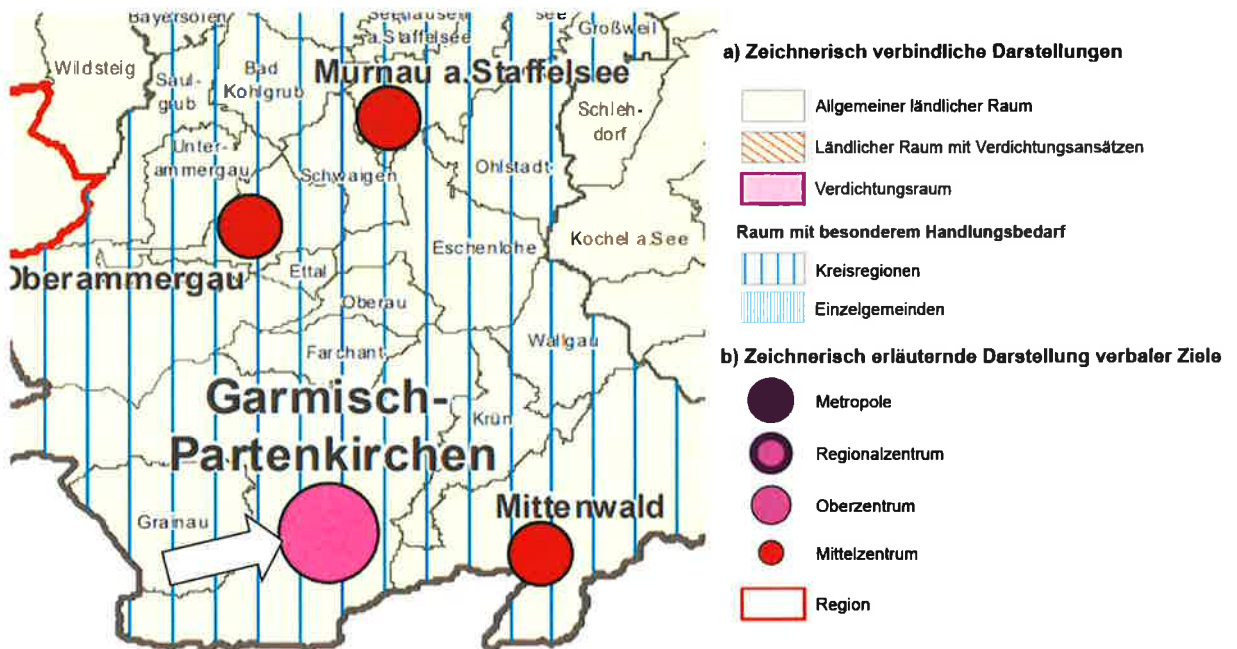 Bayersoien
Seehausen
a.Staffelsee
see
Großweil
Wildsteig
Saul-
grub
Bad
Kohlgrub
Murnau a.Staffelsee
Schleh-
dorf
Unter-
ammergau
Schwaigen
Ohlstadt
Kochel a See
Eschenlohe
Oberammergau
Ettal
Oberau
Farchant
Wallgau
Garmisch-
Partenkirchen
Krün
Mittenwald
Grainau
a) Zeichnerisch verbindliche Darstellungen
Allgemeiner ländlicher Raum
Ländlicher Raum mit Verdichtungsansätzen
Verdichtungsraum
Raum mit besonderem Handlungsbedarf
Kreisregionen
Einzelgemeinden
b) Zeichnerisch erläuternde Darstellung verbaler Ziele
Metropole
Regionalzentrum
Oberzentrum
Mittelzentrum
Region